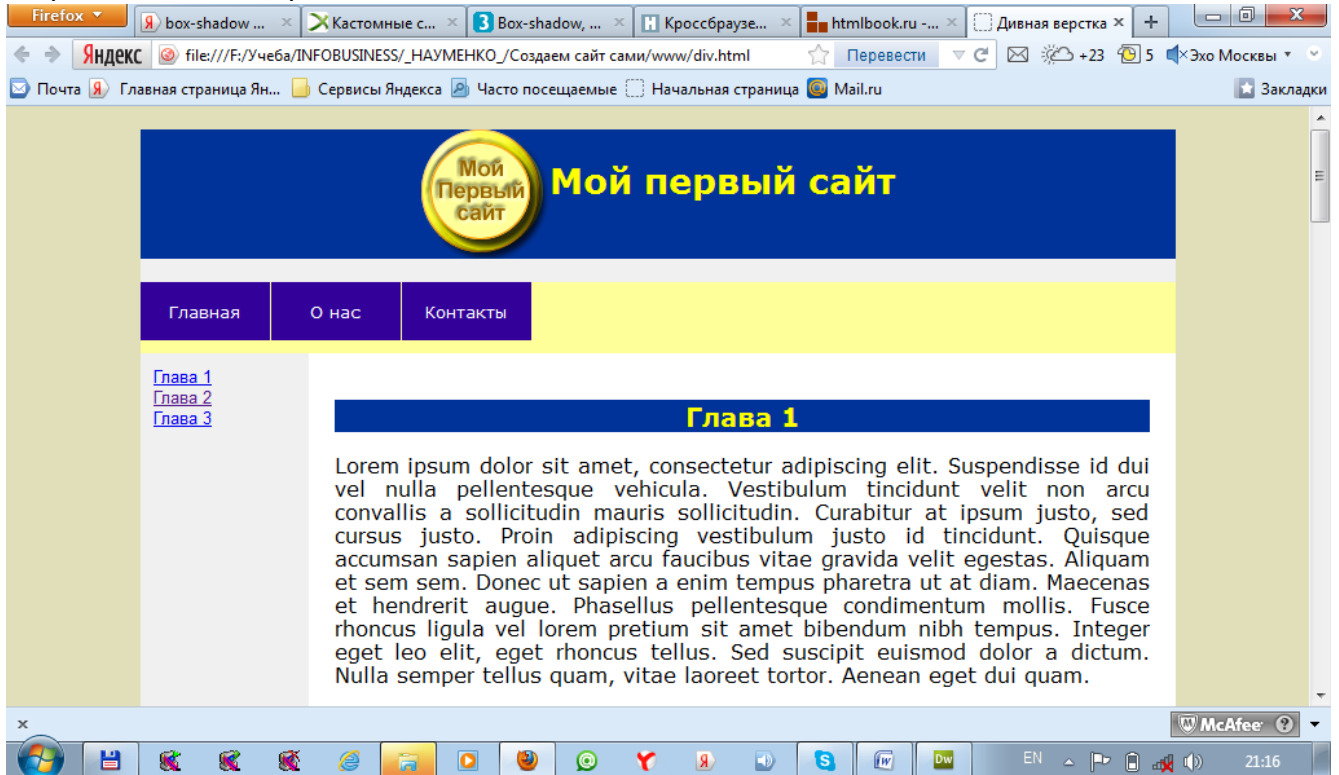 Firefox
box-shadow ...
Кастомные с...
Box-shadow, ...
Кроссбраузе...
htmlbook.ru -...
Дивная верстка
Яндекс file:///F:/Учеба/INFOBUSINESS/_НАУМЕНКО_/Создаем сайт сами/www/div.html Перевести +23 5 Эхо Москвы
Почта Главная страница Ян... Сервисы Яндекса Часто посещаемые Начальная страница Mail.ru Закладки
Мой
Первый
сайт
Мой первый сайт
Главная О нас Контакты
Глава 1
Глава 2
Глава 3
Глава 1
Lorem ipsum dolor sit amet, consectetur adipiscing elit. Suspendisse id dui
vel nulla pellentesque vehicula. Vestibulum tincidunt velit non arcu
convallis a sollicitudin mauris sollicitudin. Curabitur at ipsum justo, sed
cursus justo. Proin adipiscing vestibulum justo id tincidunt. Quisque
accumsan sapien aliquet arcu faucibus vitae gravida velit egestas. Aliquam
et sem sem. Donec ut sapien a enim tempus pharetra ut at diam. Maecenas
et hendrerit augue. Phasellus pellentesque condimentum mollis. Fusce
rhoncus ligula vel lorem pretium sit amet bibendum nibh tempus. Integer
eget leo elit, eget rhoncus tellus. Sed suscipit euismod dolor a dictum.
Nulla semper tellus quam, vitae laoreet tortor. Aenean eget dui quam.
McAfee
EN 21:16